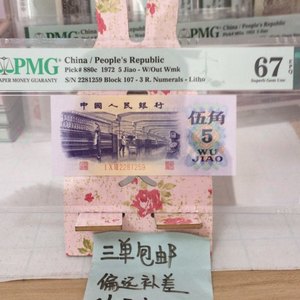 PMG
PAPER MONEY GUARANTY
China / People's Republic
Pick# 880c 1972 5 Jiao - W/Out Wmk
S/N 2281259 Block 107 - 3 R. Numerals - Litho
67 EPQ
Superb Gem Unc
中国人民银行
伍角
5
WU
JIAO
2281259
三单包邮
偏远补差